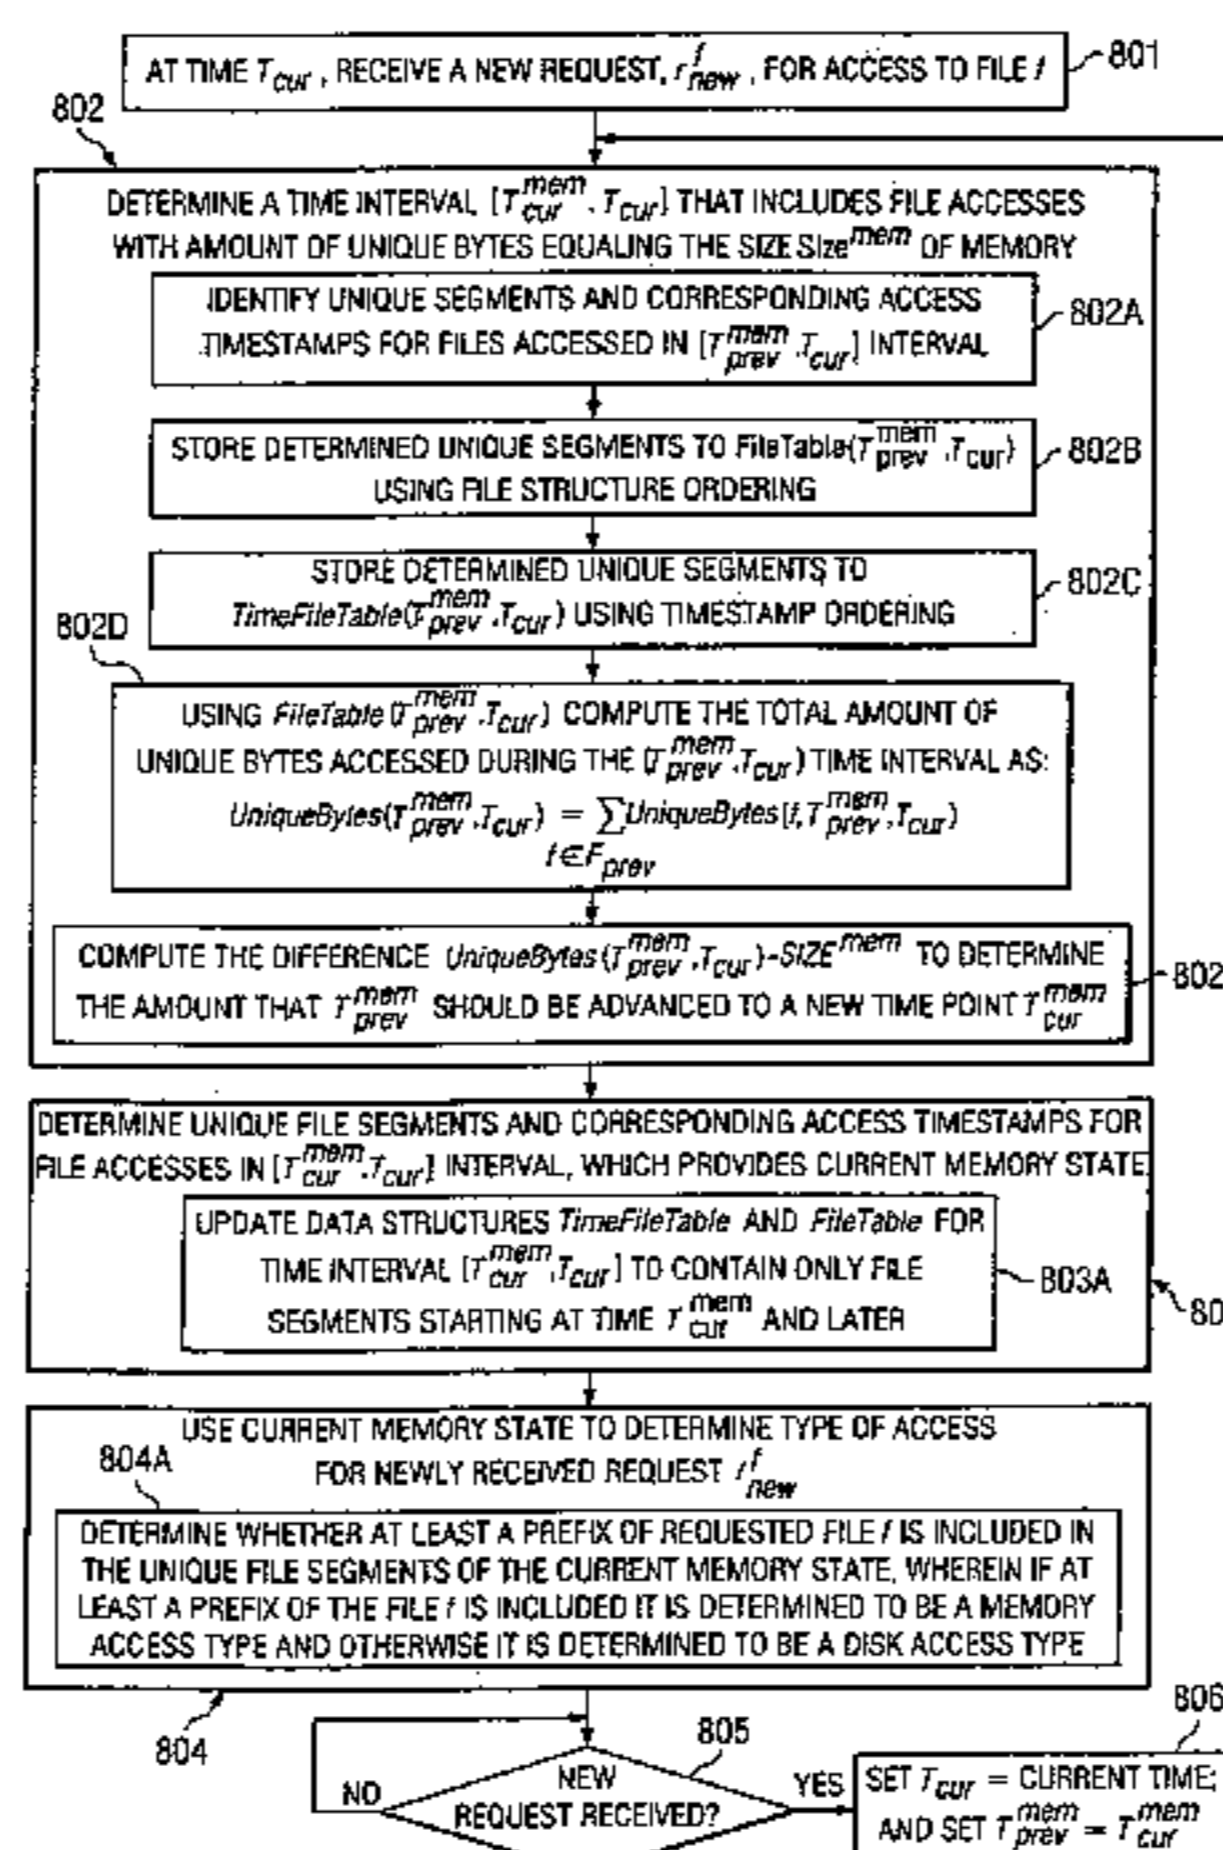 AT TIME T_cur, RECEIVE A NEW REQUEST, r^f_new, FOR ACCESS TO FILE f
801
802
DETERMINE A TIME INTERVAL [T^mem_cur, T_cur] THAT INCLUDES FILE ACCESSES
WITH AMOUNT OF UNIQUE BYTES EQUALING THE SIZE Size^mem OF MEMORY
IDENTIFY UNIQUE SEGMENTS AND CORRESPONDING ACCESS
TIMESTAMPS FOR FILES ACCESSED IN [T^mem_prev, T_cur] INTERVAL
802A
STORE DETERMINED UNIQUE SEGMENTS TO FileTable(T^mem_prev, T_cur)
USING FILE STRUCTURE ORDERING
802B
STORE DETERMINED UNIQUE SEGMENTS TO
TimeFileTable(T^mem_prev, T_cur) USING TIMESTAMP ORDERING
802C
802D
USING FileTable(T^mem_prev, T_cur) COMPUTE THE TOTAL AMOUNT OF
UNIQUE BYTES ACCESSED DURING THE (T^mem_prev, T_cur) TIME INTERVAL AS:
UniqueBytes(T^mem_prev, T_cur) = ∑UniqueBytes(f, T^mem_prev, T_cur)
f∈F_prev
COMPUTE THE DIFFERENCE UniqueBytes(T^mem_prev, T_cur)-SIZE^mem TO DETERMINE
THE AMOUNT THAT T^mem_prev SHOULD BE ADVANCED TO A NEW TIME POINT T^mem_cur
802
DETERMINE UNIQUE FILE SEGMENTS AND CORRESPONDING ACCESS TIMESTAMPS FOR
FILE ACCESSES IN [T^mem_cur, T_cur] INTERVAL, WHICH PROVIDES CURRENT MEMORY STATE
UPDATE DATA STRUCTURES TimeFileTable AND FileTable FOR
TIME INTERVAL [T^mem_cur, T_cur] TO CONTAIN ONLY FILE
SEGMENTS STARTING AT TIME T^mem_cur AND LATER
803A
80
USE CURRENT MEMORY STATE TO DETERMINE TYPE OF ACCESS
FOR NEWLY RECEIVED REQUEST r^f_new
804A
DETERMINE WHETHER AT LEAST A PREFIX OF REQUESTED FILE f IS INCLUDED IN
THE UNIQUE FILE SEGMENTS OF THE CURRENT MEMORY STATE, WHEREIN IF AT
LEAST A PREFIX OF THE FILE f IS INCLUDED IT IS DETERMINED TO BE A MEMORY
ACCESS TYPE AND OTHERWISE IT IS DETERMINED TO BE A DISK ACCESS TYPE
804
805
NEW
REQUEST RECEIVED?
NO
YES
806
SET T_cur = CURRENT TIME;
AND SET T^mem_prev = T^mem_cur